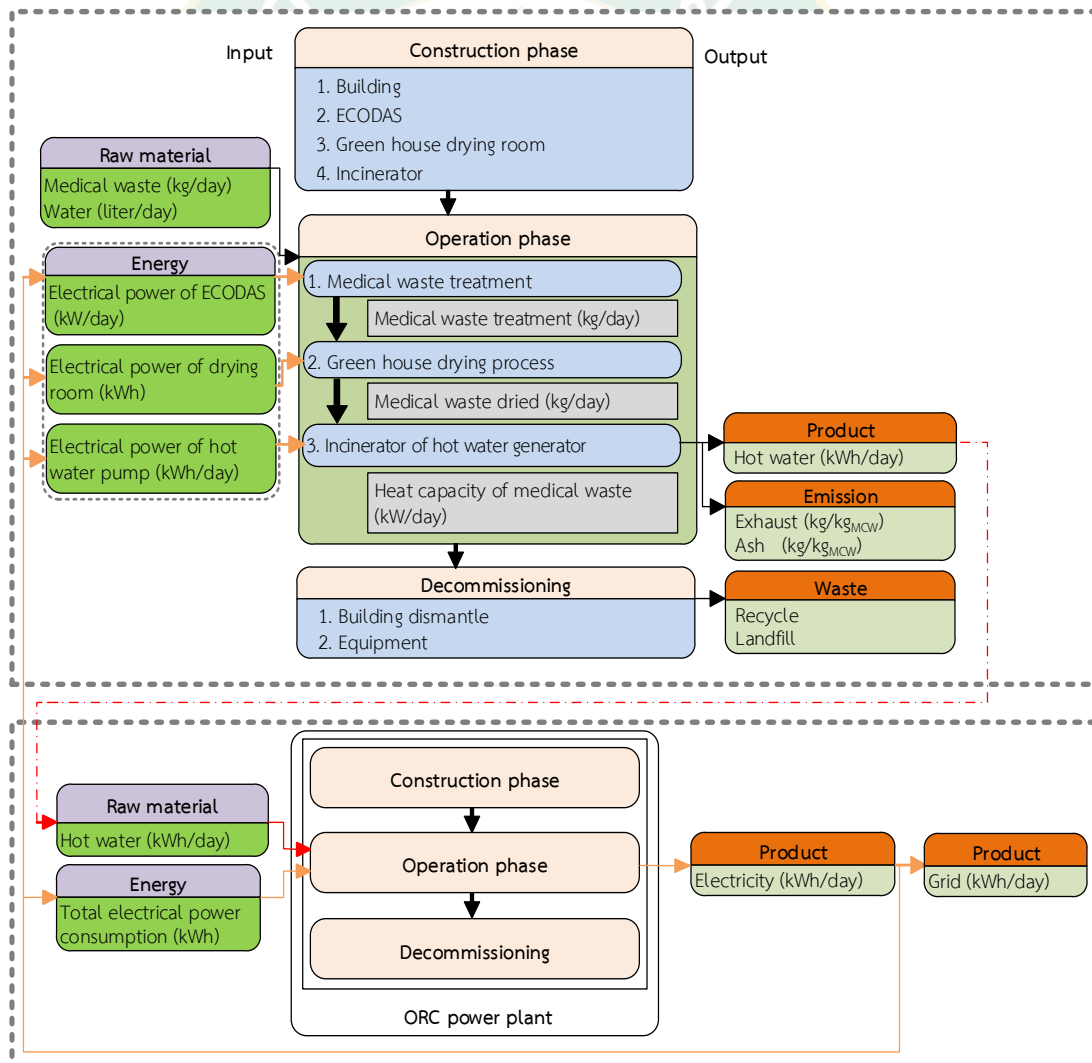 Input
Construction phase
Output
1. Building
2. ECODAS
3. Green house drying room
4. Incinerator
Raw material
Medical waste (kg/day)
Water (liter/day)
Operation phase
Energy
Electrical power of ECODAS
(kW/day)
1. Medical waste treatment
Medical waste treatment (kg/day)
Electrical power of drying
room (kWh)
2. Green house drying process
Medical waste dried (kg/day)
Electrical power of hot
water pump (kWh/day)
3. Incinerator of hot water generator
Heat capacity of medical waste
(kW/day)
Product
Hot water (kWh/day)
Emission
Exhaust (kg/kgMCW)
Ash (kg/kgMCW)
Decommissioning
1. Building dismantle
2. Equipment
Waste
Recycle
Landfill
Construction phase
Raw material
Hot water (kWh/day)
Operation phase
Energy
Total electrical power
consumption (kWh)
Decommissioning
Product
Electricity (kWh/day)
Product
Grid (kWh/day)
ORC power plant